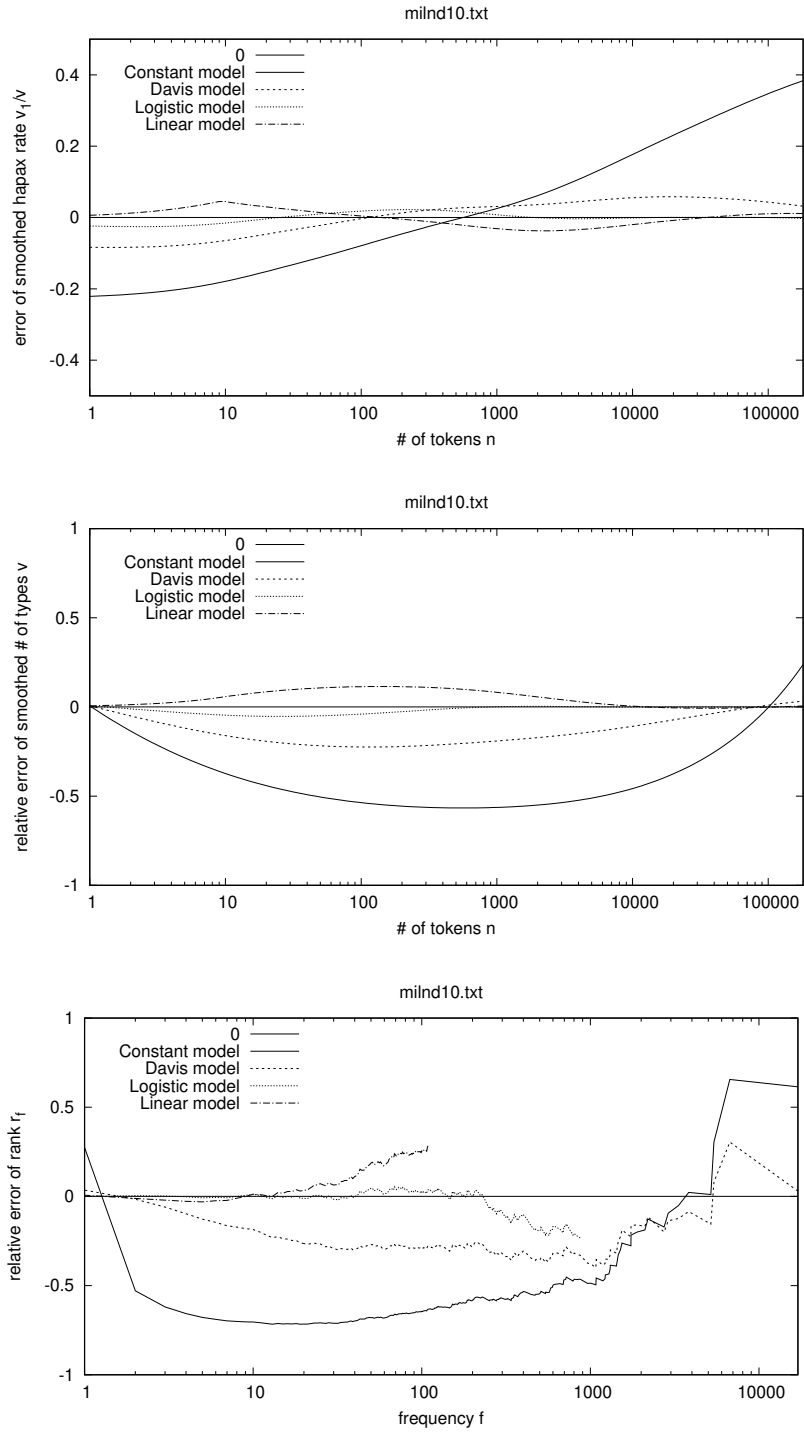 milnd10.txt
0
Constant model
Davis model
Logistic model
Linear model
0.4
0.2
0
-0.2
-0.4
error of smoothed hapax rate v₁/v
1 10 100 1000 10000 100000
# of tokens n
milnd10.txt
0
Constant model
Davis model
Logistic model
Linear model
1
0.5
0
-0.5
-1
relative error of smoothed # of types v
1 10 100 1000 10000 100000
# of tokens n
milnd10.txt
0
Constant model
Davis model
Logistic model
Linear model
1
0.5
0
-0.5
-1
relative error of rank r_f
1 10 100 1000 10000
frequency f